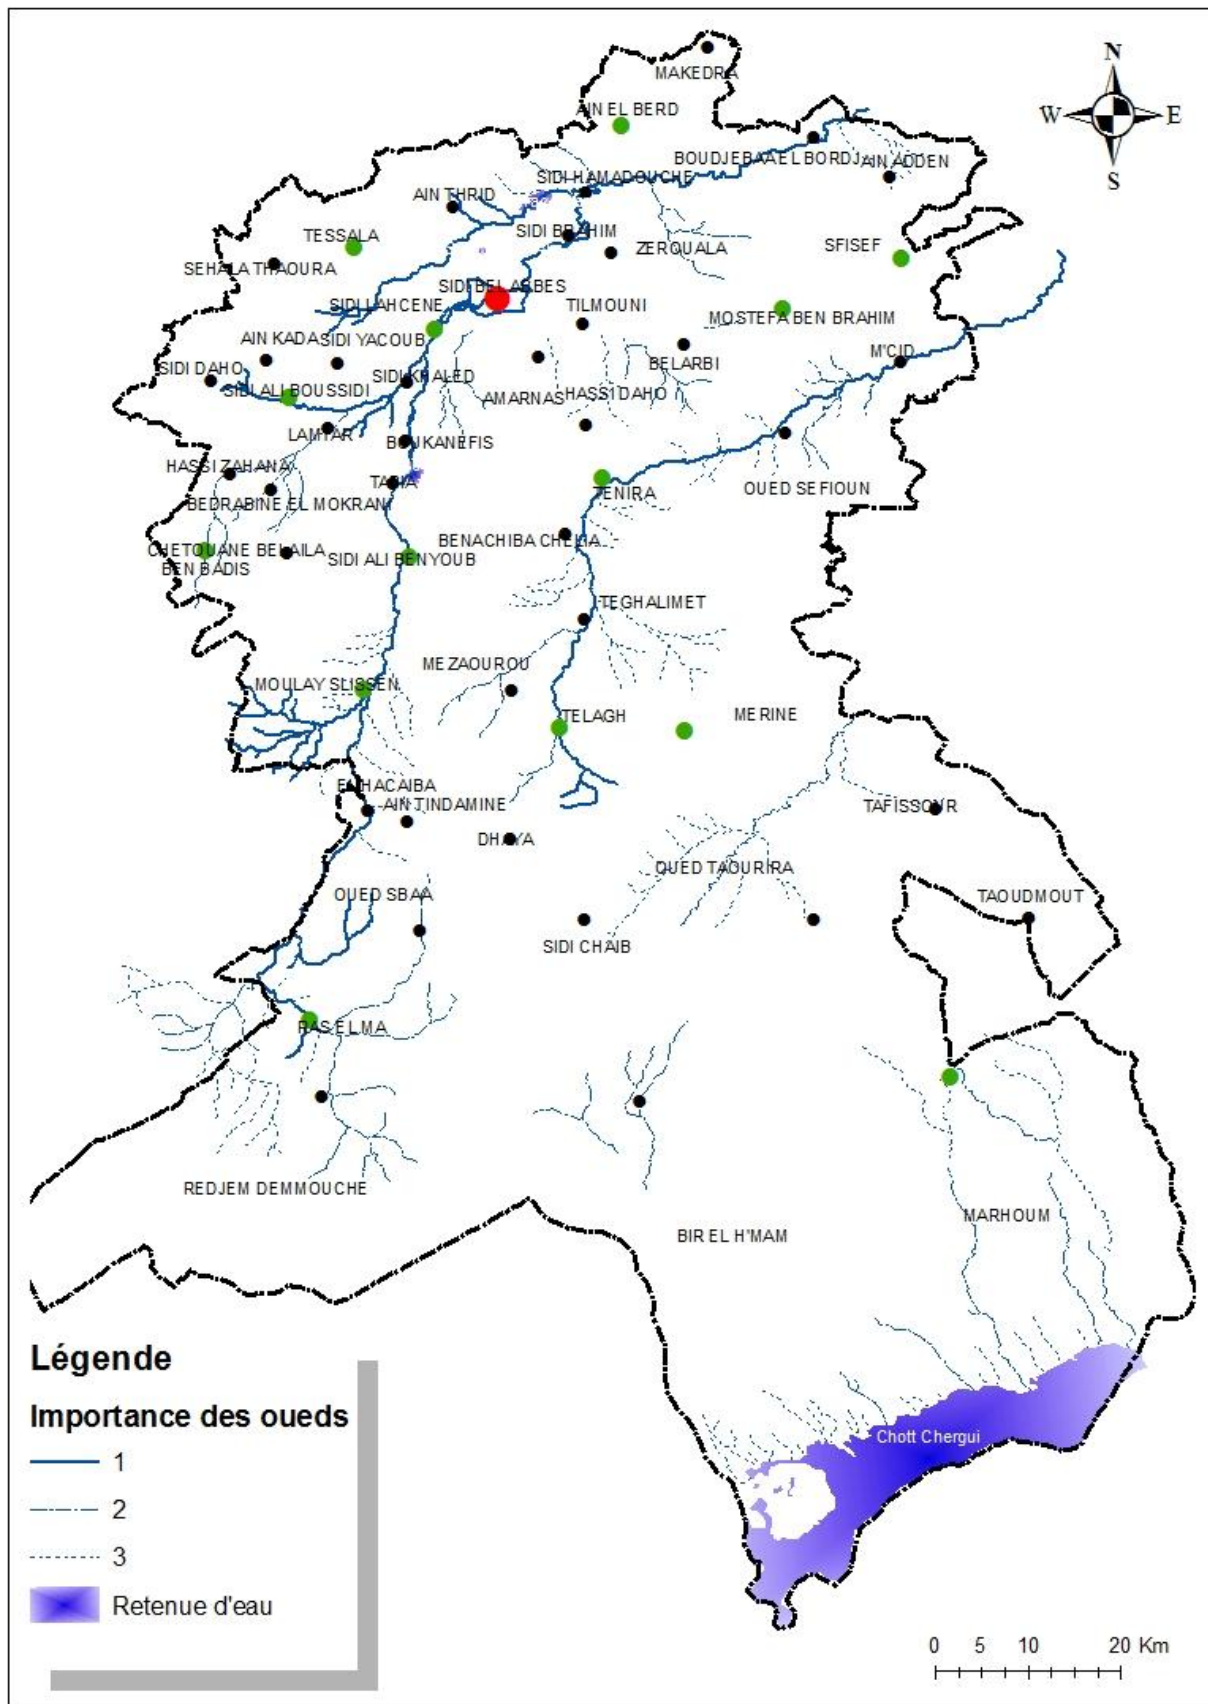 N
MAKEDRA
AIN EL BERD
W
E
BOUDJEBAA EL BORDJ
AIN ADDEN
S
SIDI HAMADOUCHE
AIN THRID
TESSALA
SIDI BRAHIM
ZEROUALA
SFISEF
SEHALA THAOURA
SIDI BEL ABBES
SIDI LAHCENE
TILMOUNI
MOSTEFA BEN BRAHIM
AIN KADA
SIDI YACOUB
M'CID
SIDI DAHO
BELARBI
SIDI KHALED
SIDI ALI BOUSSIDI
AMARNAS
HASSI DAHO
LAMTAR
BOUKANEFIS
HASSI ZAHANA
TABIA
TENIRA
OUED SEFIOUN
BEDRABINE EL MOKRANI
BENACHIBA CHELIA
CHETOUANE BELAILA
SIDI ALI BENYOUB
BEN BADIS
TEGHALIMET
MEZAOUROU
MOULAY SLISSEN
TELAGH
MERINE
EL HACAIBA
AIN TINDAMINE
TAFISSOUR
DHAYA
OUED TAOURIRA
OUED SBAA
TAOUDMOUT
SIDI CHAIB
RAS EL MA
REDJEM DEMMOUCHE
MARHOUM
BIR EL H'MAM
Légende
Importance des oueds
1
2
3
Retenue d'eau
Chott Chergui
0 5 10 20 Km